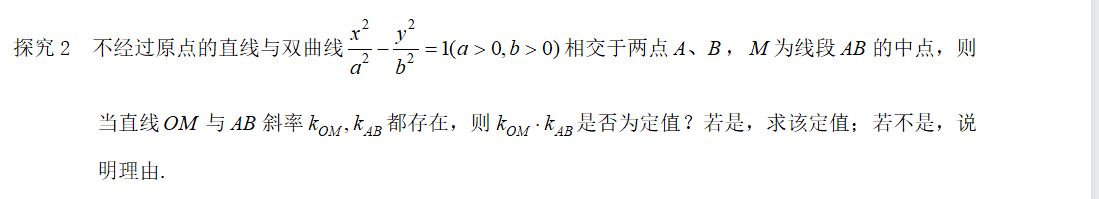 探究 2 不经过原点的直线与双曲线 x²/a² − y²/b² = 1(a > 0, b > 0) 相交于两点 A、B，M 为线段 AB 的中点，则
当直线 OM 与 AB 斜率 k_OM, k_AB 都存在，则 k_OM · k_AB 是否为定值？若是，求该定值；若不是，说
明理由.